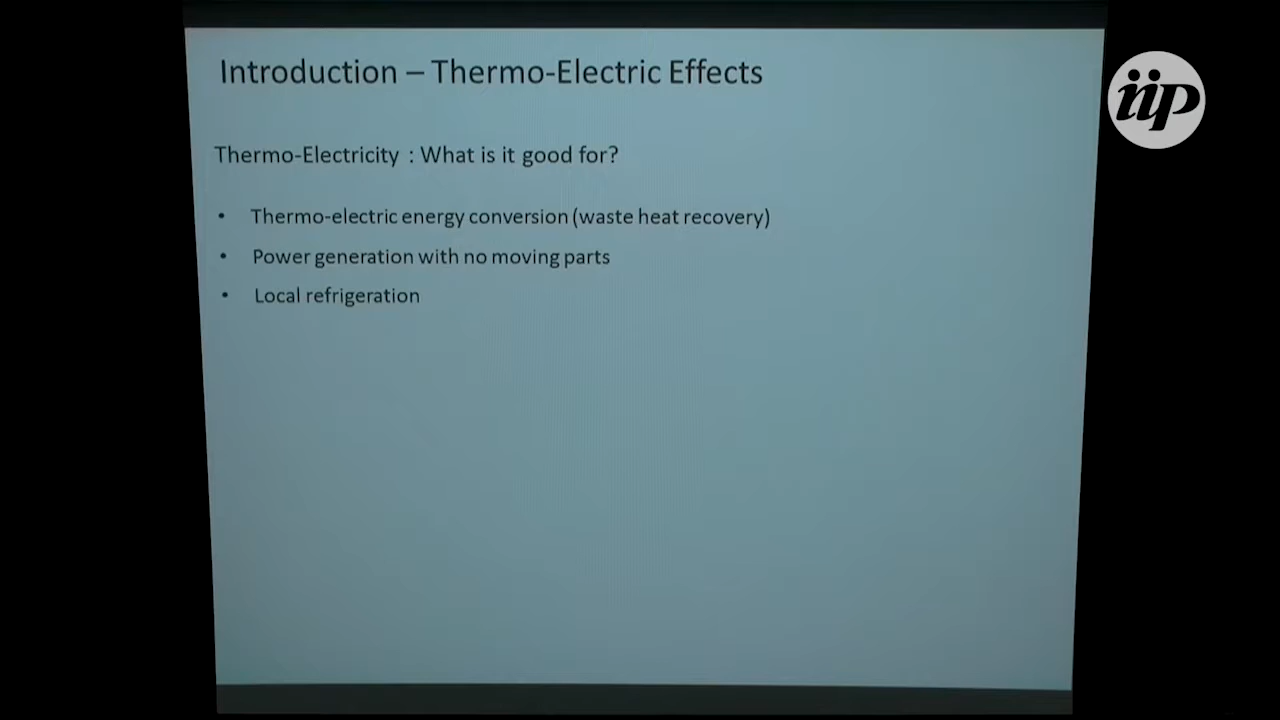 Introduction – Thermo-Electric Effects
iip
Thermo-Electricity : What is it good for?
• Thermo-electric energy conversion (waste heat recovery)
• Power generation with no moving parts
• Local refrigeration